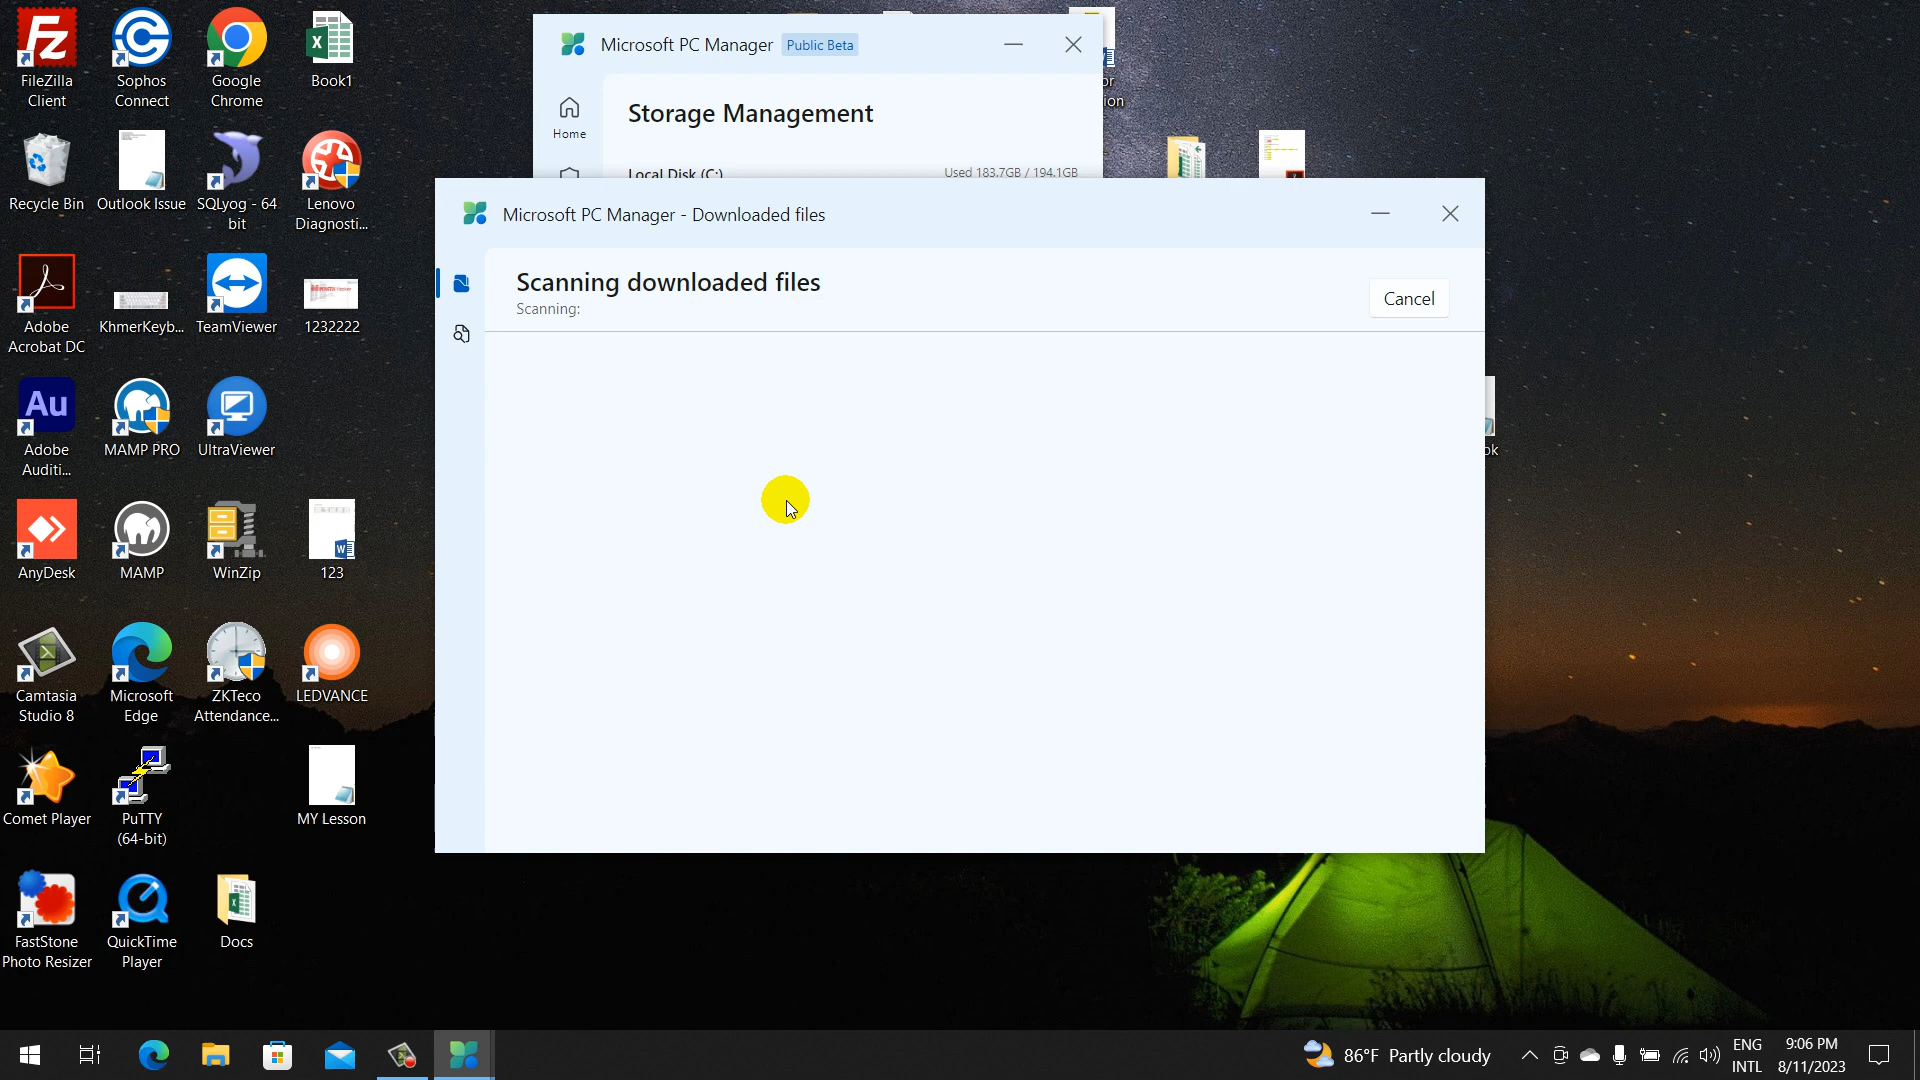 FileZilla
Client
Sophos
Connect
Google
Chrome
Book1
Recycle Bin
Outlook Issue
SQLyog - 64
bit
Lenovo
Diagnosti...
Adobe
Acrobat DC
KhmerKeyb...
TeamViewer
1232222
Au
Adobe
Auditi...
MAMP PRO
UltraViewer
AnyDesk
MAMP
WinZip
123
Camtasia
Studio 8
Microsoft
Edge
ZKTeco
Attendance...
LEDVANCE
Comet Player
PuTTY
(64-bit)
MY Lesson
FastStone
Photo Resizer
QuickTime
Player
Docs
Microsoft PC Manager Public Beta
Home
Storage Management
Local Disk (C:)
Used 183.7GB / 194.1GB
Microsoft PC Manager - Downloaded files
Scanning downloaded files
Scanning:
Cancel
86°F Partly cloudy
ENG
INTL
9:06 PM
8/11/2023